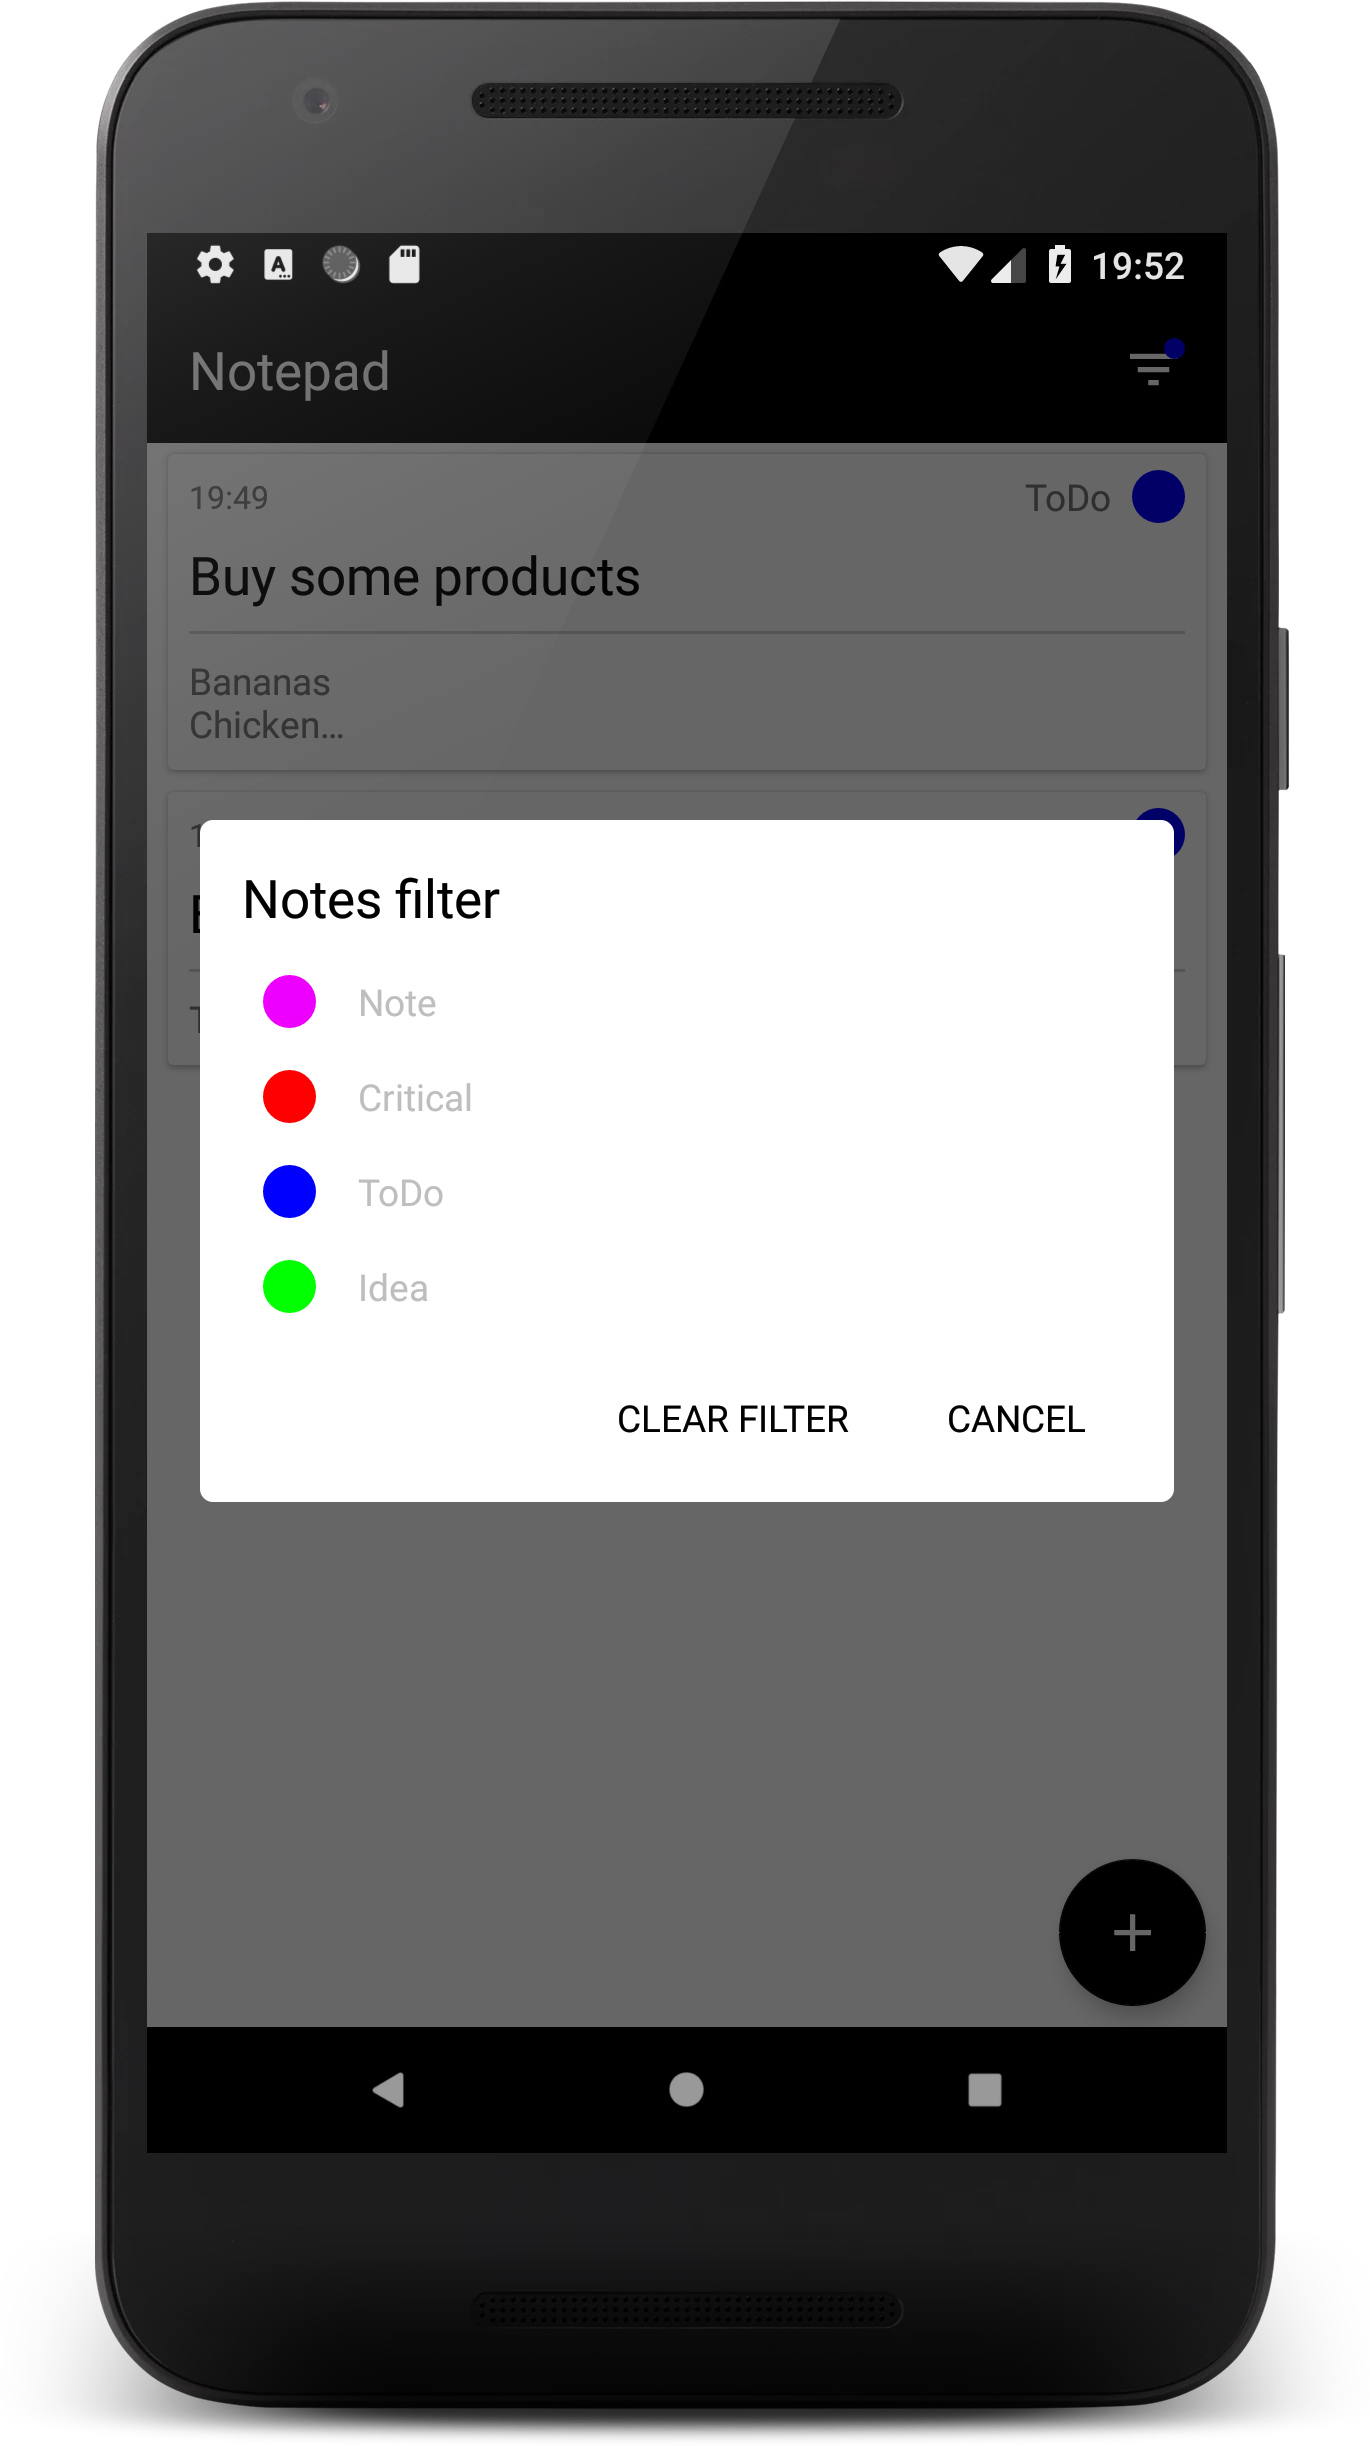 19:52
Notepad
19:49 ToDo
Buy some products
Bananas
Chicken…
Notes filter
Note
Critical
ToDo
Idea
CLEAR FILTER CANCEL